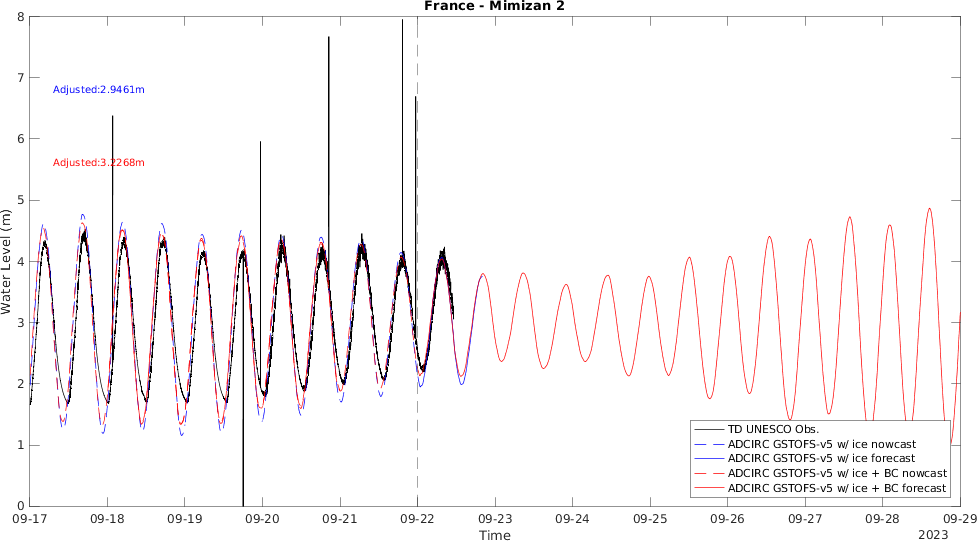 France - Mimizan 2
8
7
6
5
4
3
2
1
0
Water Level (m)
Adjusted:2.9461m
Adjusted:3.2268m
TD UNESCO Obs.
ADCIRC GSTOFS-v5 w/ ice nowcast
ADCIRC GSTOFS-v5 w/ ice forecast
ADCIRC GSTOFS-v5 w/ ice + BC nowcast
ADCIRC GSTOFS-v5 w/ ice + BC forecast
09-17 09-18 09-19 09-20 09-21 09-22 09-23 09-24 09-25 09-26 09-27 09-28 09-29
Time
2023